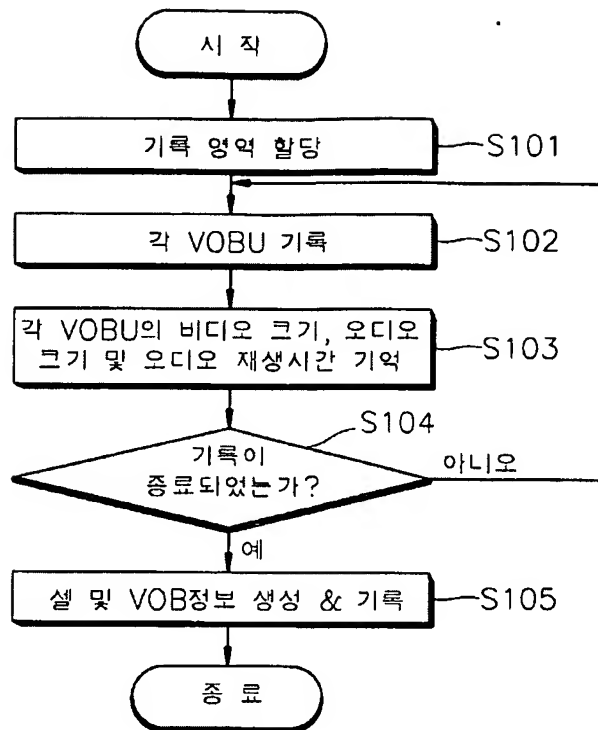 시 작
기록 영역 할당
S101
각 VOBU 기록
S102
각 VOBU의 비디오 크기, 오디오
크기 및 오디오 재생시간 기억
S103
S104
기록이
종료되었는가?
아니오
예
셀 및 VOB정보 생성 & 기록
S105
종 료